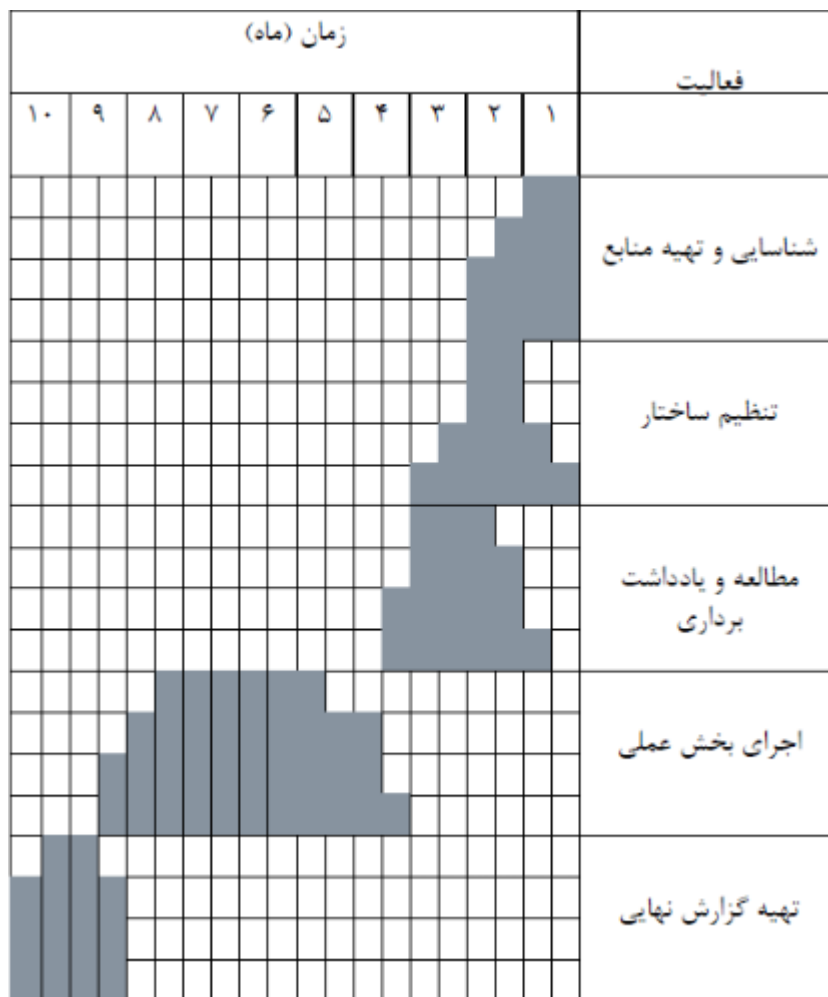 فعالیت
زمان (ماه)
۱ ۲ ۳ ۴ ۵ ۶ ۷ ۸ ۹ ۱۰
شناسایی و تهیه منابع
تنظیم ساختار
مطالعه و یادداشت
برداری
اجرای بخش عملی
تهیه گزارش نهایی